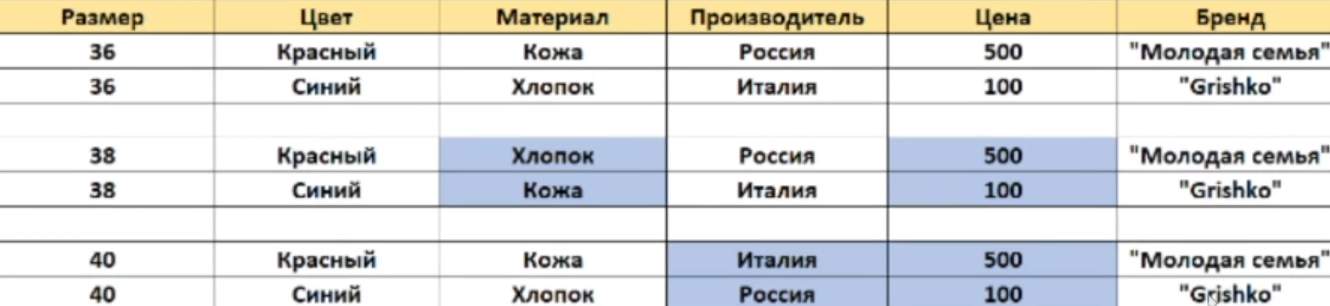 Размер Цвет Материал Производитель Цена Бренд
36 Красный Кожа Россия 500 "Молодая семья"
36 Синий Хлопок Италия 100 "Grishko"
38 Красный Хлопок Россия 500 "Молодая семья"
38 Синий Кожа Италия 100 "Grishko"
40 Красный Кожа Италия 500 "Молодая семья"
40 Синий Хлопок Россия 100 "Grishko"